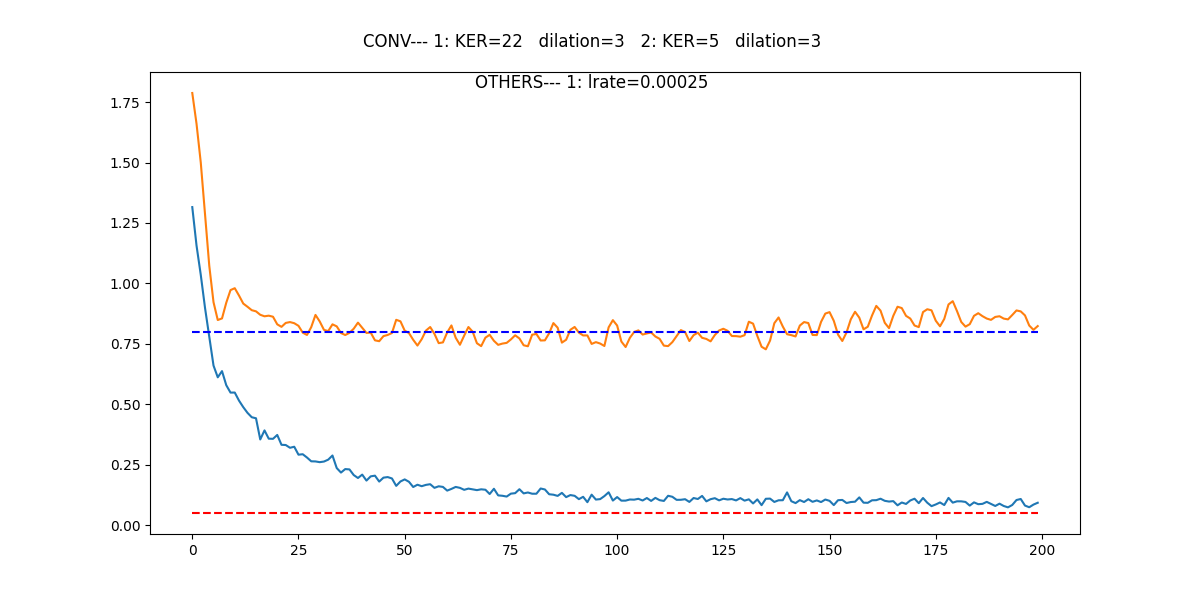 CONV--- 1: KER=22   dilation=3   2: KER=5   dilation=3
OTHERS--- 1: lrate=0.00025
1.75
1.50
1.25
1.00
0.75
0.50
0.25
0.00
0 25 50 75 100 125 150 175 200